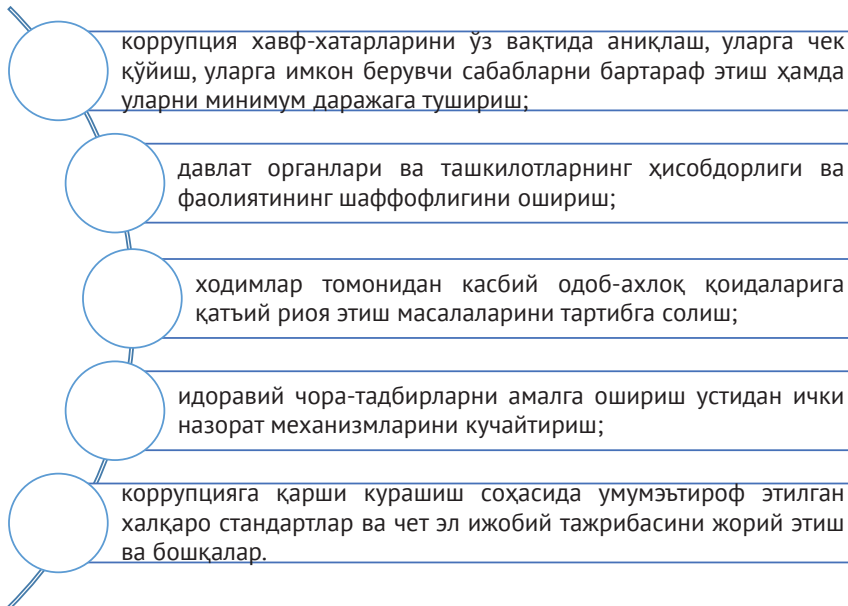 коррупция хавф-хатарларини ўз вақтида аниқлаш, уларга чек
қўйиш, уларга имкон берувчи сабабларни бартараф этиш ҳамда
уларни минимум даражага тушириш;
давлат органлари ва ташкилотларнинг ҳисобдорлиги ва
фаолиятининг шаффофлигини ошириш;
ходимлар томонидан касбий одоб-ахлоқ қоидаларига
қатъий риоя этиш масалаларини тартибга солиш;
идоравий чора-тадбирларни амалга ошириш устидан ички
назорат механизмларини кучайтириш;
коррупцияга қарши курашиш соҳасида умумэътироф этилган
халқаро стандартлар ва чет эл ижобий тажрибасини жорий этиш
ва бошқалар.